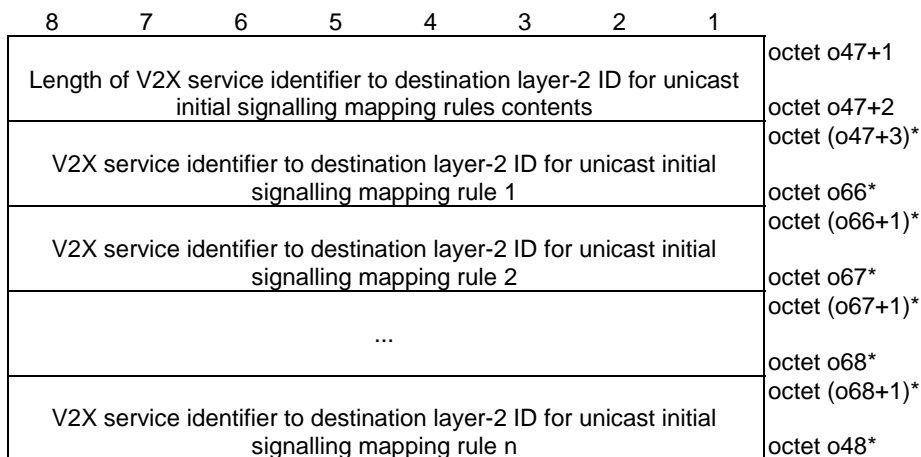 8 7 6 5 4 3 2 1
octet o47+1
Length of V2X service identifier to destination layer-2 ID for unicast
initial signalling mapping rules contents
octet o47+2
octet (o47+3)*
V2X service identifier to destination layer-2 ID for unicast initial
signalling mapping rule 1
octet o66*
octet (o66+1)*
V2X service identifier to destination layer-2 ID for unicast initial
signalling mapping rule 2
octet o67*
octet (o67+1)*
...
octet o68*
octet (o68+1)*
V2X service identifier to destination layer-2 ID for unicast initial
signalling mapping rule n
octet o48*